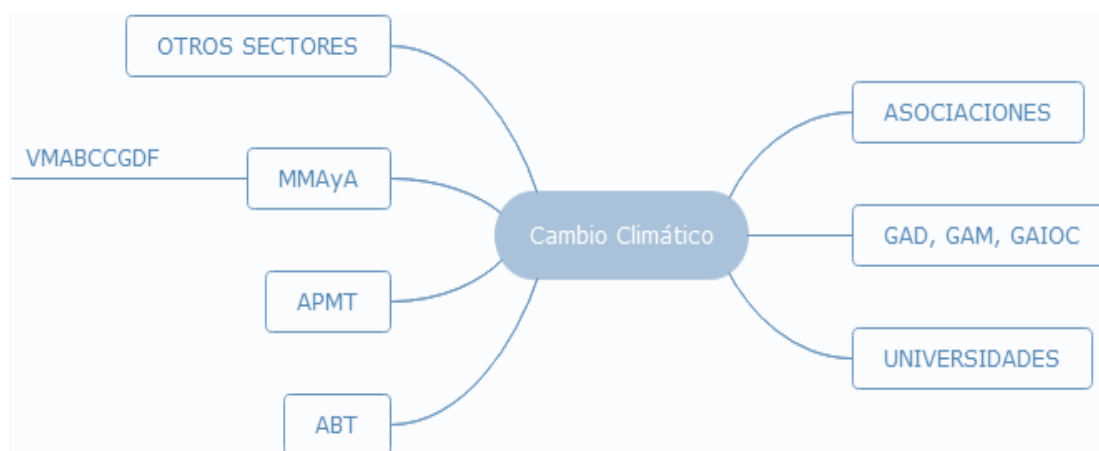 OTROS SECTORES
VMABCCGDF
MMAyA
APMT
ABT
Cambio Climático
ASOCIACIONES
GAD, GAM, GAIOC
UNIVERSIDADES